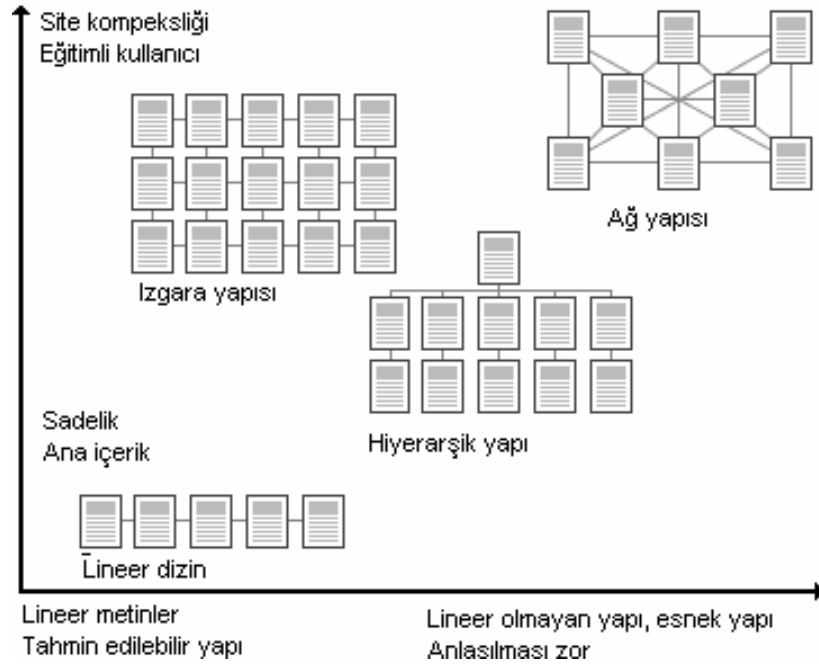 Site kompeksliği
Eğitimli kullanıcı
Ağ yapısı
Izgara yapısı
Sadelik
Ana içerik
Hiyerarşik yapı
Lineer dizin
Lineer metinler
Tahmin edilebilir yapı
Lineer olmayan yapı, esnek yapı
Anlaşılması zor